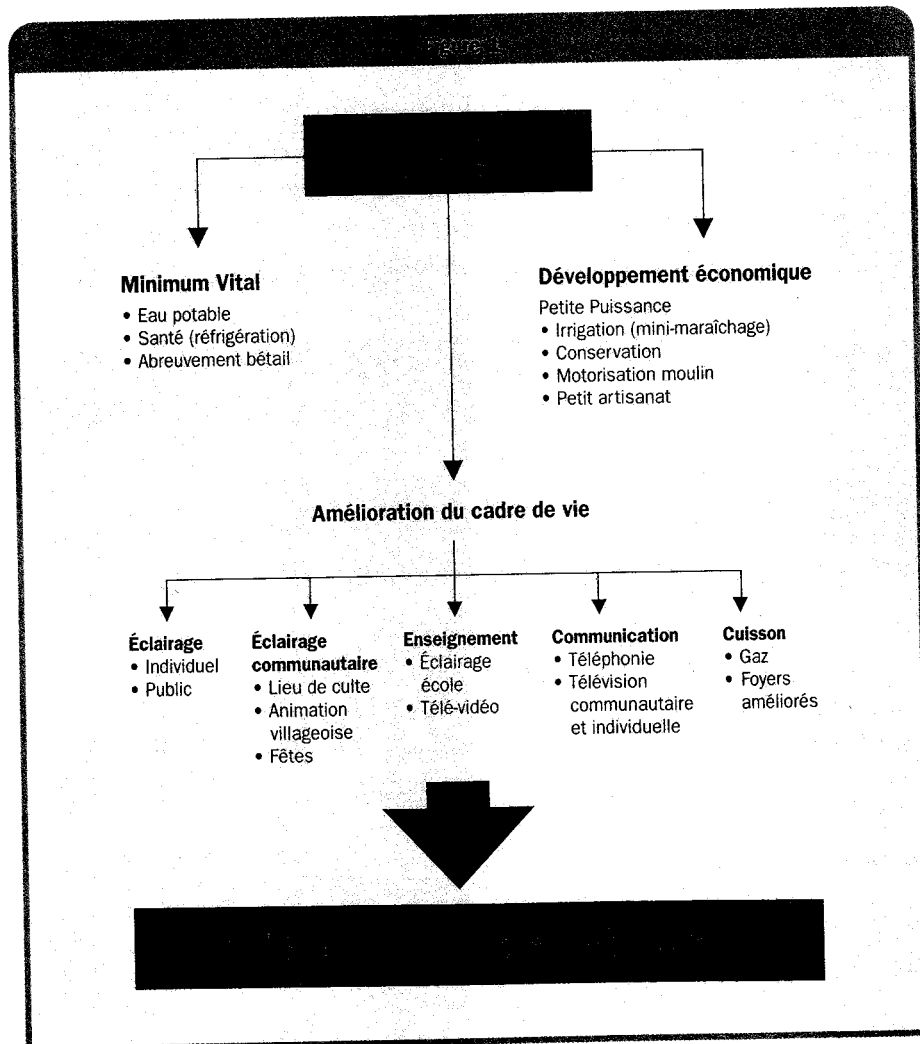 Figure 1
Minimum Vital
• Eau potable
• Santé (réfrigération)
• Abreuvement bétail
Développement économique
Petite Puissance
• Irrigation (mini-maraîchage)
• Conservation
• Motorisation moulin
• Petit artisanat
Amélioration du cadre de vie
Éclairage
• Individuel
• Public
Éclairage
communautaire
• Lieu de culte
• Animation
villageoise
• Fêtes
Enseignement
• Éclairage
école
• Télé-vidéo
Communication
• Téléphonie
• Télévision
communautaire
et individuelle
Cuisson
• Gaz
• Foyers
améliorés